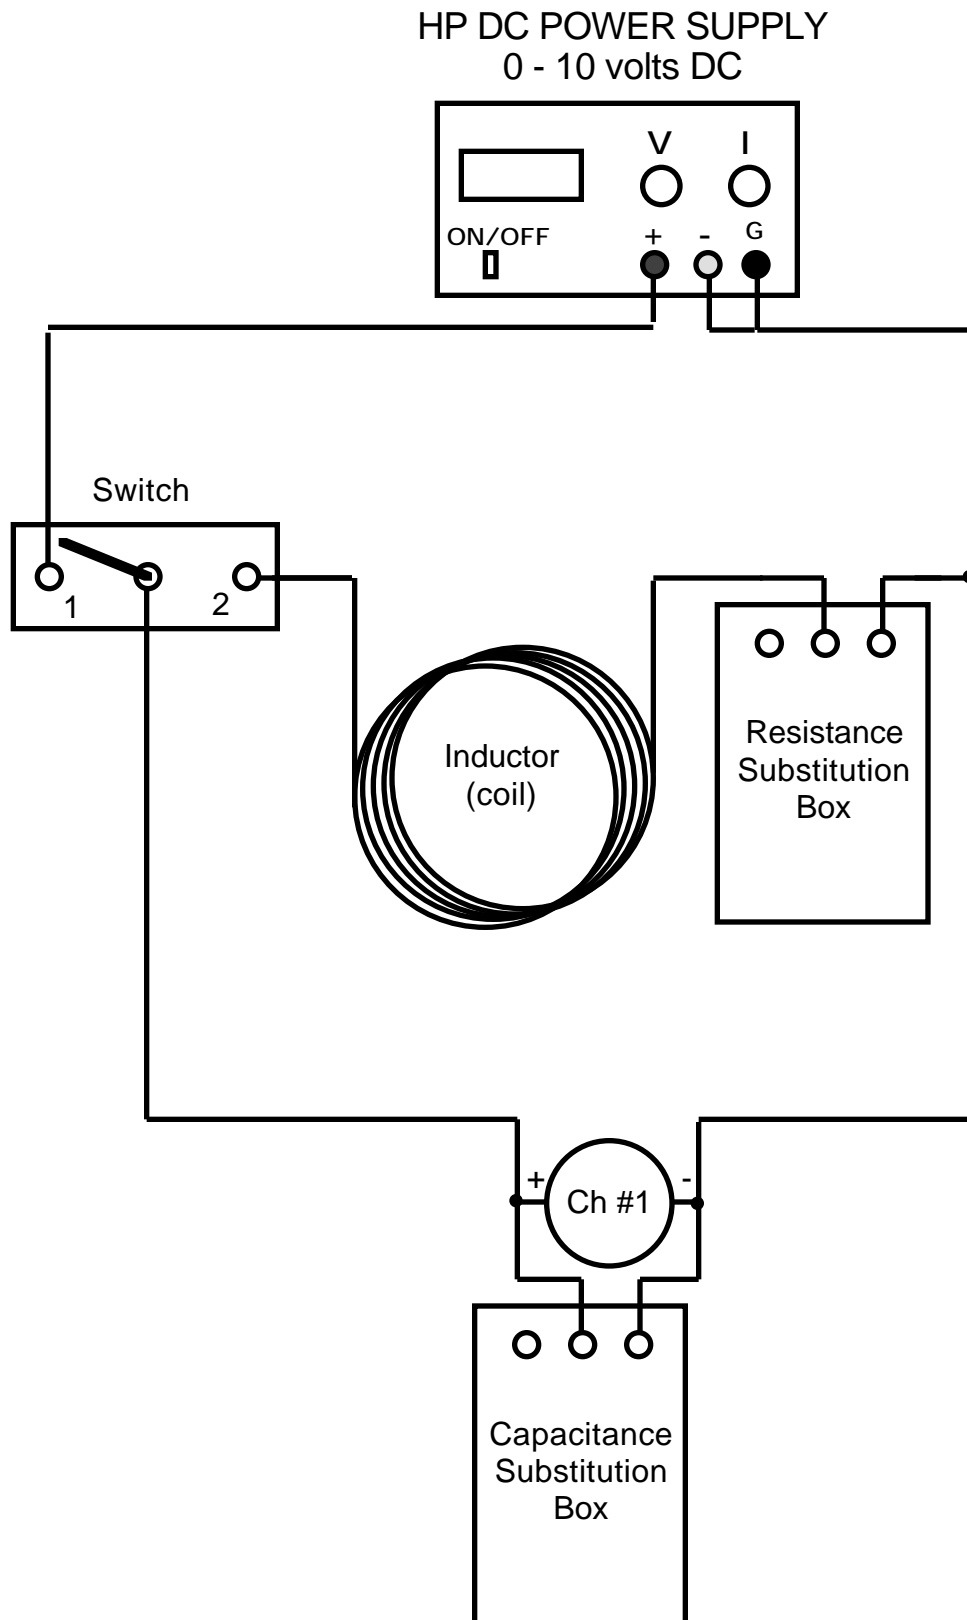 HP DC POWER SUPPLY
0 - 10 volts DC
V I
ON/OFF + - G
Switch
1 2
Inductor
(coil)
Resistance
Substitution
Box
+ Ch #1 -
Capacitance
Substitution
Box